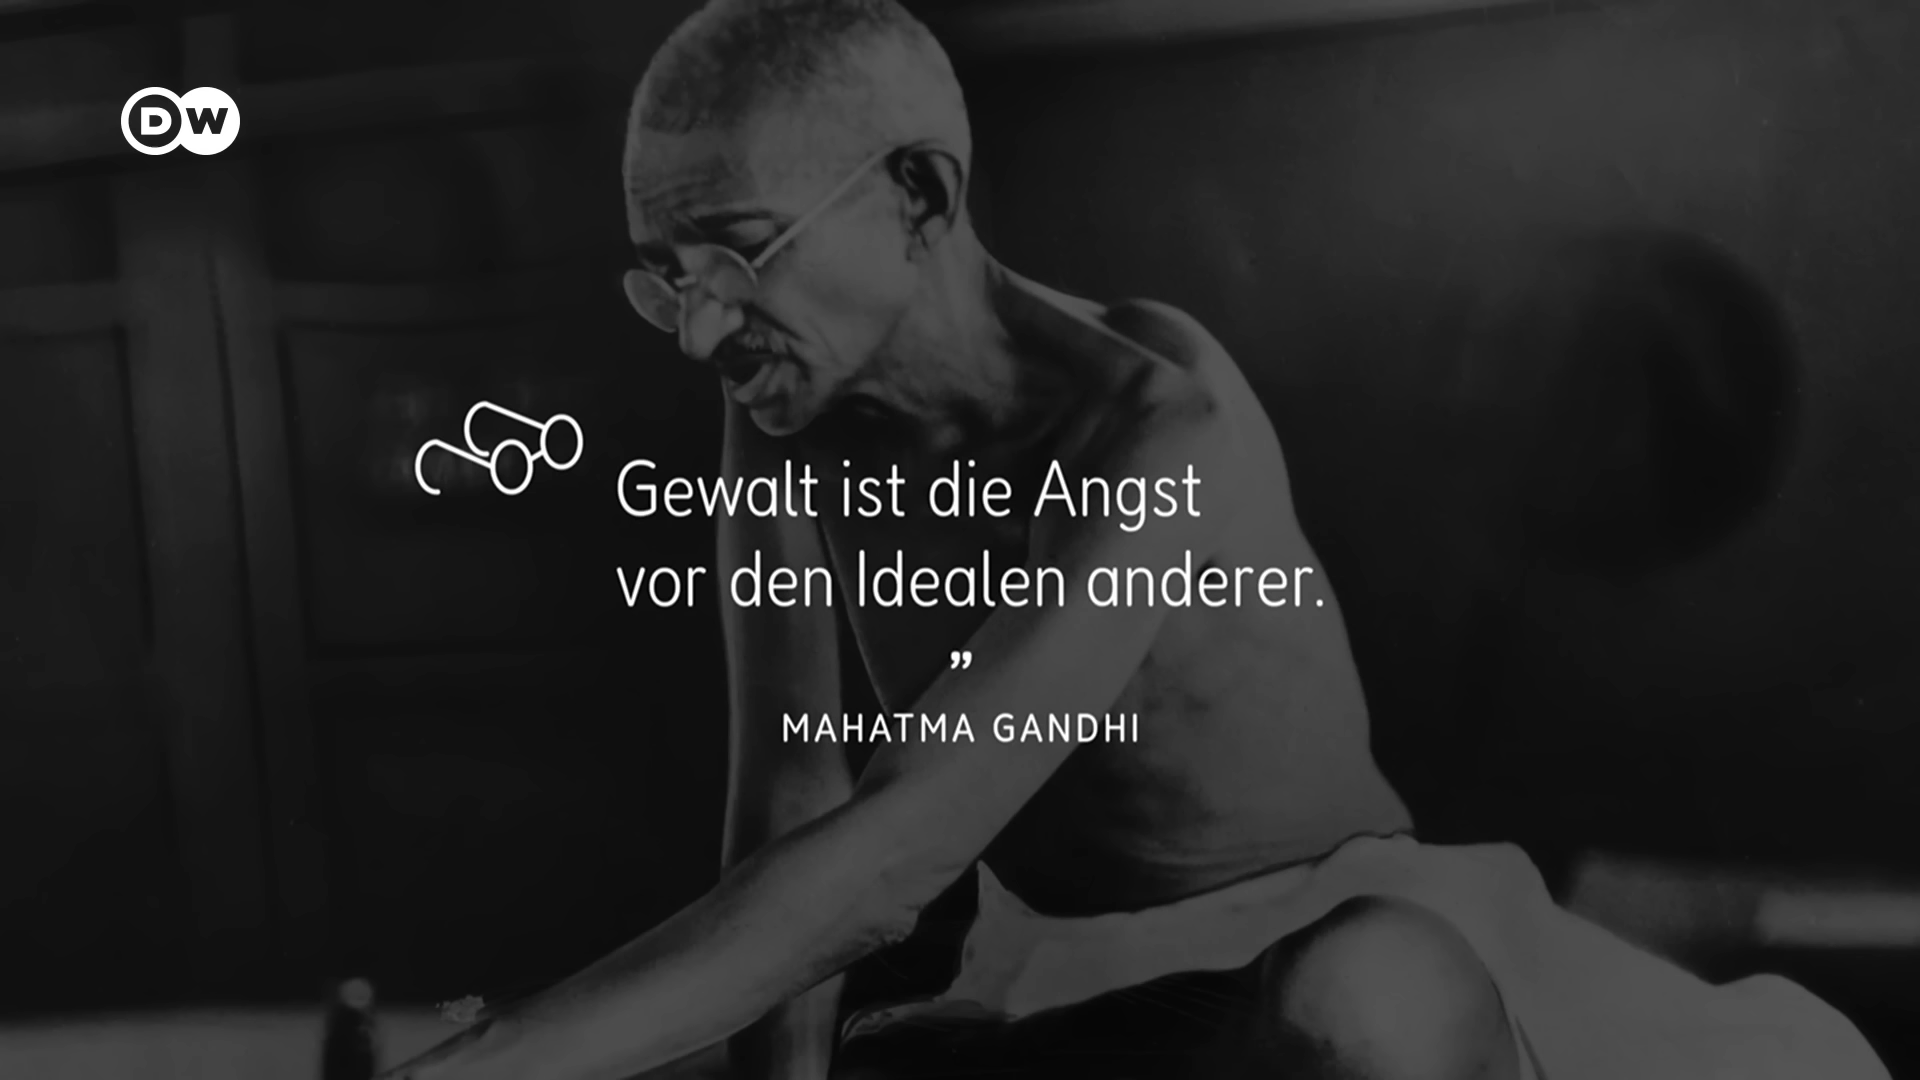 DW
Gewalt ist die Angst
vor den Idealen anderer.
”
MAHATMA GANDHI